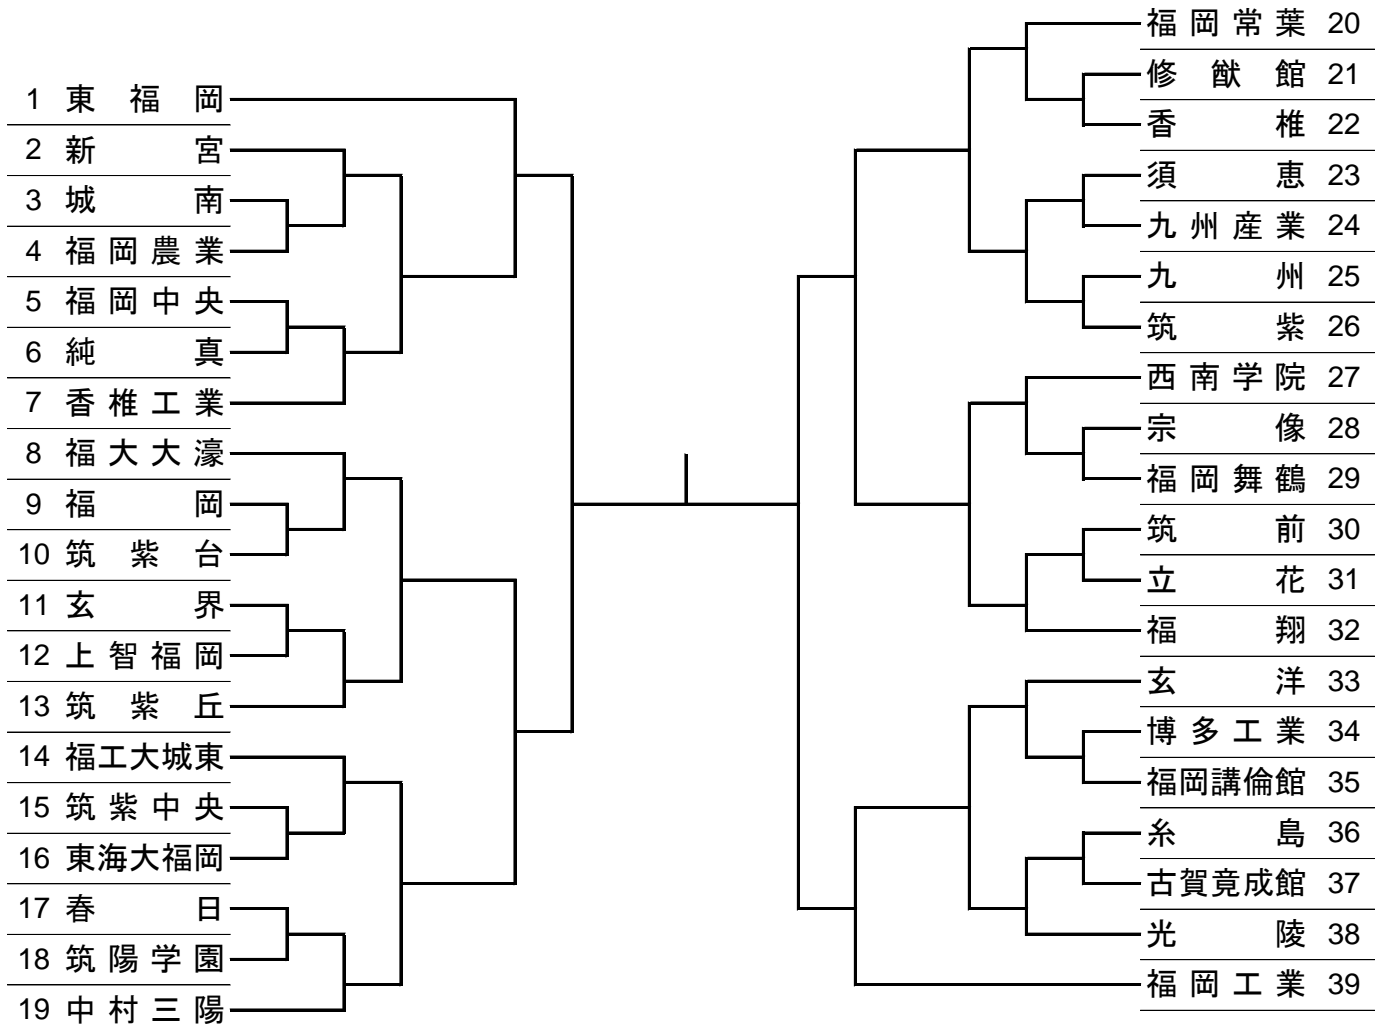 1 東福岡
2 新宮
3 城南
4 福岡農業
5 福岡中央
6 純真
7 香椎工業
8 福大大濠
9 福岡
10 筑紫台
11 玄界
12 上智福岡
13 筑紫丘
14 福工大城東
15 筑紫中央
16 東海大福岡
17 春日
18 筑陽学園
19 中村三陽
福岡常葉 20
修猷館 21
香椎 22
須恵 23
九州産業 24
九州 25
筑紫 26
西南学院 27
宗像 28
福岡舞鶴 29
筑前 30
立花 31
福翔 32
玄洋 33
博多工業 34
福岡講倫館 35
糸島 36
古賀竟成館 37
光陵 38
福岡工業 39